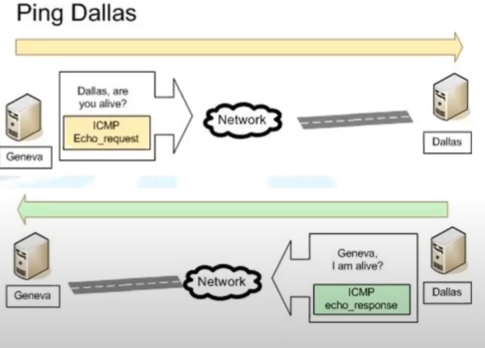 Ping Dallas
Dallas, are
you alive?
ICMP
Echo_request
Network
Geneva
Dallas
Geneva,
I am alive?
ICMP
echo_response
Network
Geneva
Dallas